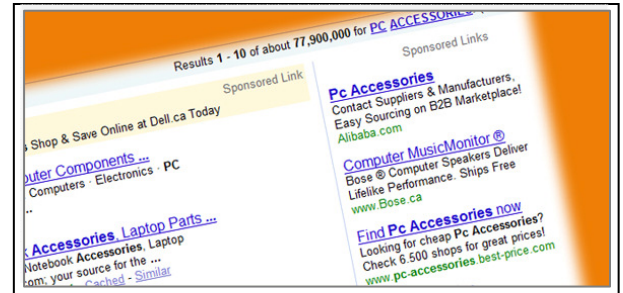 Results 1 - 10 of about 77,900,000 for PC ACCESSORIES.
Sponsored Link
Shop & Save Online at Dell.ca Today
Components ...
Computers · Electronics · PC
...
Accessories, Laptop Parts ...
Notebook Accessories, Laptop
your source for the ...
Cached - Similar
Sponsored Links
Pc Accessories
Contact Suppliers & Manufacturers,
Easy Sourcing on B2B Marketplace!
Alibaba.com
Computer MusicMonitor ®
Bose ® Computer Speakers Deliver
Lifelike Performance. Ships Free
www.Bose.ca
Find Pc Accessories now
Looking for cheap Pc Accessories?
Check 6.500 shops for great prices!
www.pc-accessories.best-price.com